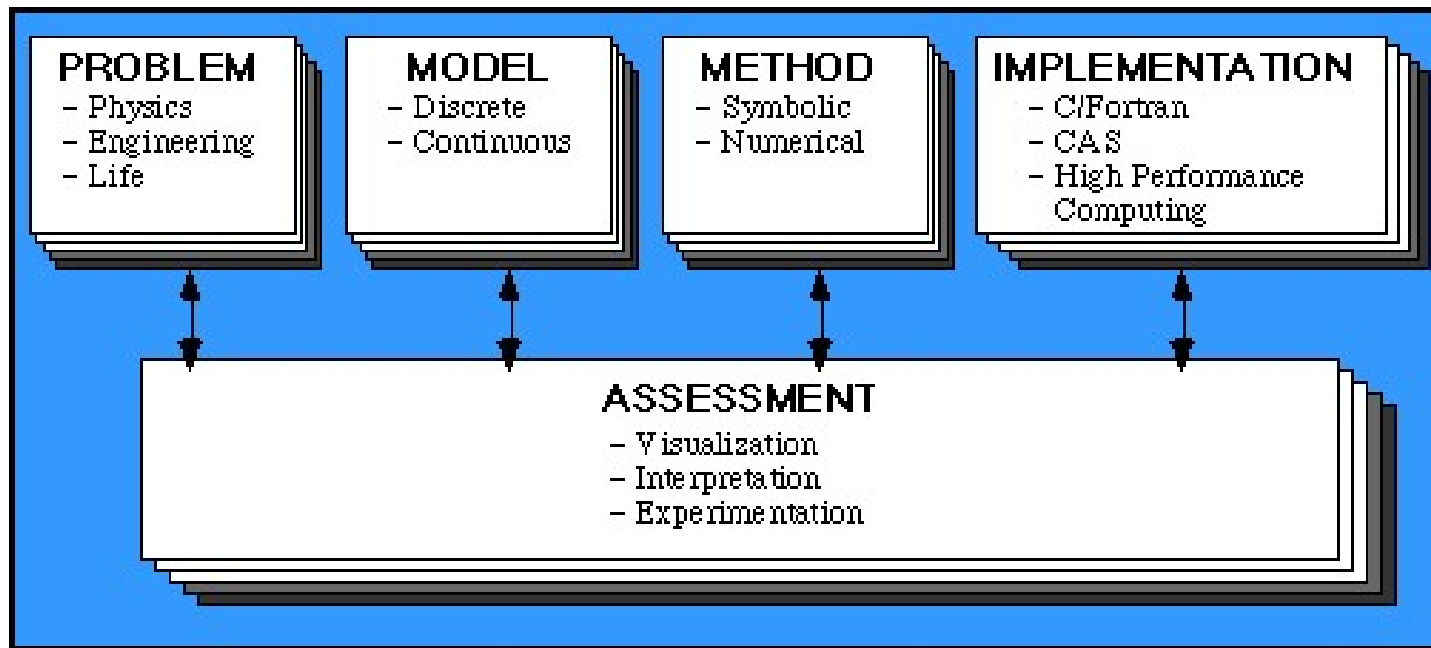 PROBLEM
– Physics
– Engineering
– Life
MODEL
– Discrete
– Continuous
METHOD
– Symbolic
– Numerical
IMPLEMENTATION
– C/Fortran
– CAS
– High Performance
Computing
ASSESSMENT
– Visualization
– Interpretation
– Experimentation